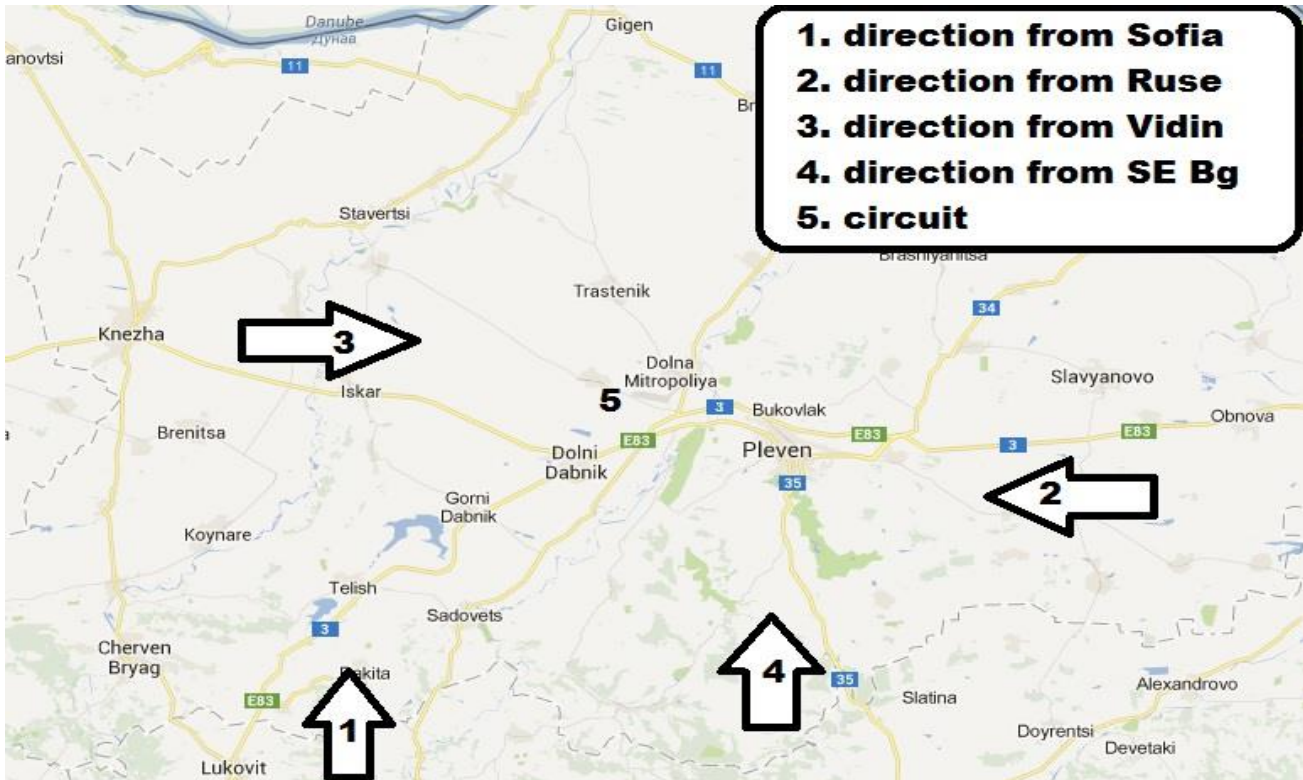 Danube
Дунав
Gigen
anovtsi
11
11
Br
1. direction from Sofia
2. direction from Ruse
3. direction from Vidin
4. direction from SE Bg
5. circuit
Stavertsi
Brashlyanitsa
Trastenik
34
Knezha
3
Dolna
Mitropoliya
Slavyanovo
Iskar
5
3
Bukovlak
Obnova
Brenitsa
E83
E83
3
E83
Dolni
Dabnik
Pleven
35
2
Gorni
Dabnik
Koynare
Telish
Sadovets
3
Cherven
Bryag
4
E83
35
Slatina
Alexandrovo
1
Doyrentsi
Devetaki
Lukovit